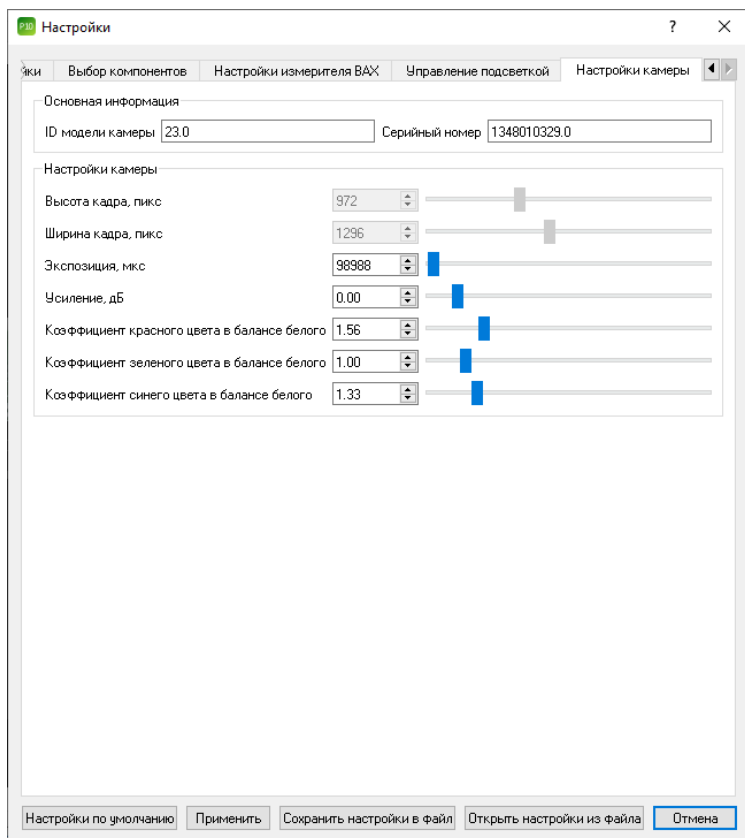 P10 Настройки ?
йки Выбор компонентов Настройки измерителя ВАХ Управление подсветкой Настройки камеры
Основная информация
ID модели камеры 23.0 Серийный номер 1348010329.0
Настройки камеры
Высота кадра, пикс 972
Ширина кадра, пикс 1296
Экспозиция, мкс 98988
Усиление, дБ 0.00
Коэффициент красного цвета в балансе белого 1.56
Коэффициент зеленого цвета в балансе белого 1.00
Коэффициент синего цвета в балансе белого 1.33
Настройки по умолчанию Применить Сохранить настройки в файл Открыть настройки из файла Отмена